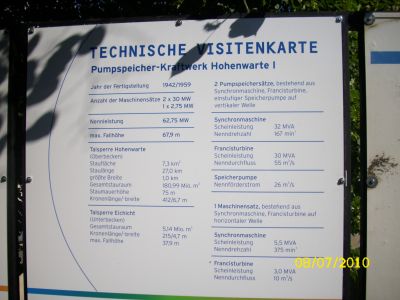 TECHNISCHE VISITENKARTE
Pumpspeicher-Kraftwerk Hohenwarte I
Jahr der Fertigstellung 1942/1959
Anzahl der Maschinensätze 2 x 30 MW
1 x 2,75 MW
Nennleistung 62,75 MW
max. Fallhöhe 67,9 m
Talsperre Hohenwarte
(Oberbecken)
Staufläche 7,3 km²
Staulänge 27,0 km
größte Breite 1,0 km
Gesamtstauraum 180,99 Mio. m³
Staumauerhöhe 75 m
Kronenlänge/-breite 412/6,7 m
Talsperre Eichicht
(Unterbecken)
Gesamtstauraum 5,14 Mio. m³
Kronenlänge/-breite 215/4,7 m
max. Fallhöhe 37,9 m
2 Pumpspeichersätze, bestehend aus
Synchronmaschine, Francisturbine,
einstufiger Speicherpumpe auf
vertikaler Welle
Synchronmaschine
Scheinleistung 32 MVA
Nenndrehzahl 167 min⁻¹
Francisturbine
Scheinleistung 30 MVA
Nenndurchfluss 55 m³/s
Speicherpumpe
Nennförderstrom 26 m³/s
1 Maschinensatz, bestehend aus
Synchronmaschine, Francisturbine auf
horizontaler Welle
Synchronmaschine
Scheinleistung 5,5 MVA
Nenndrehzahl 375 min⁻¹
Francisturbine
Scheinleistung 3,0 MVA
Nenndurchfluss 10 m³/s
08/07/2010